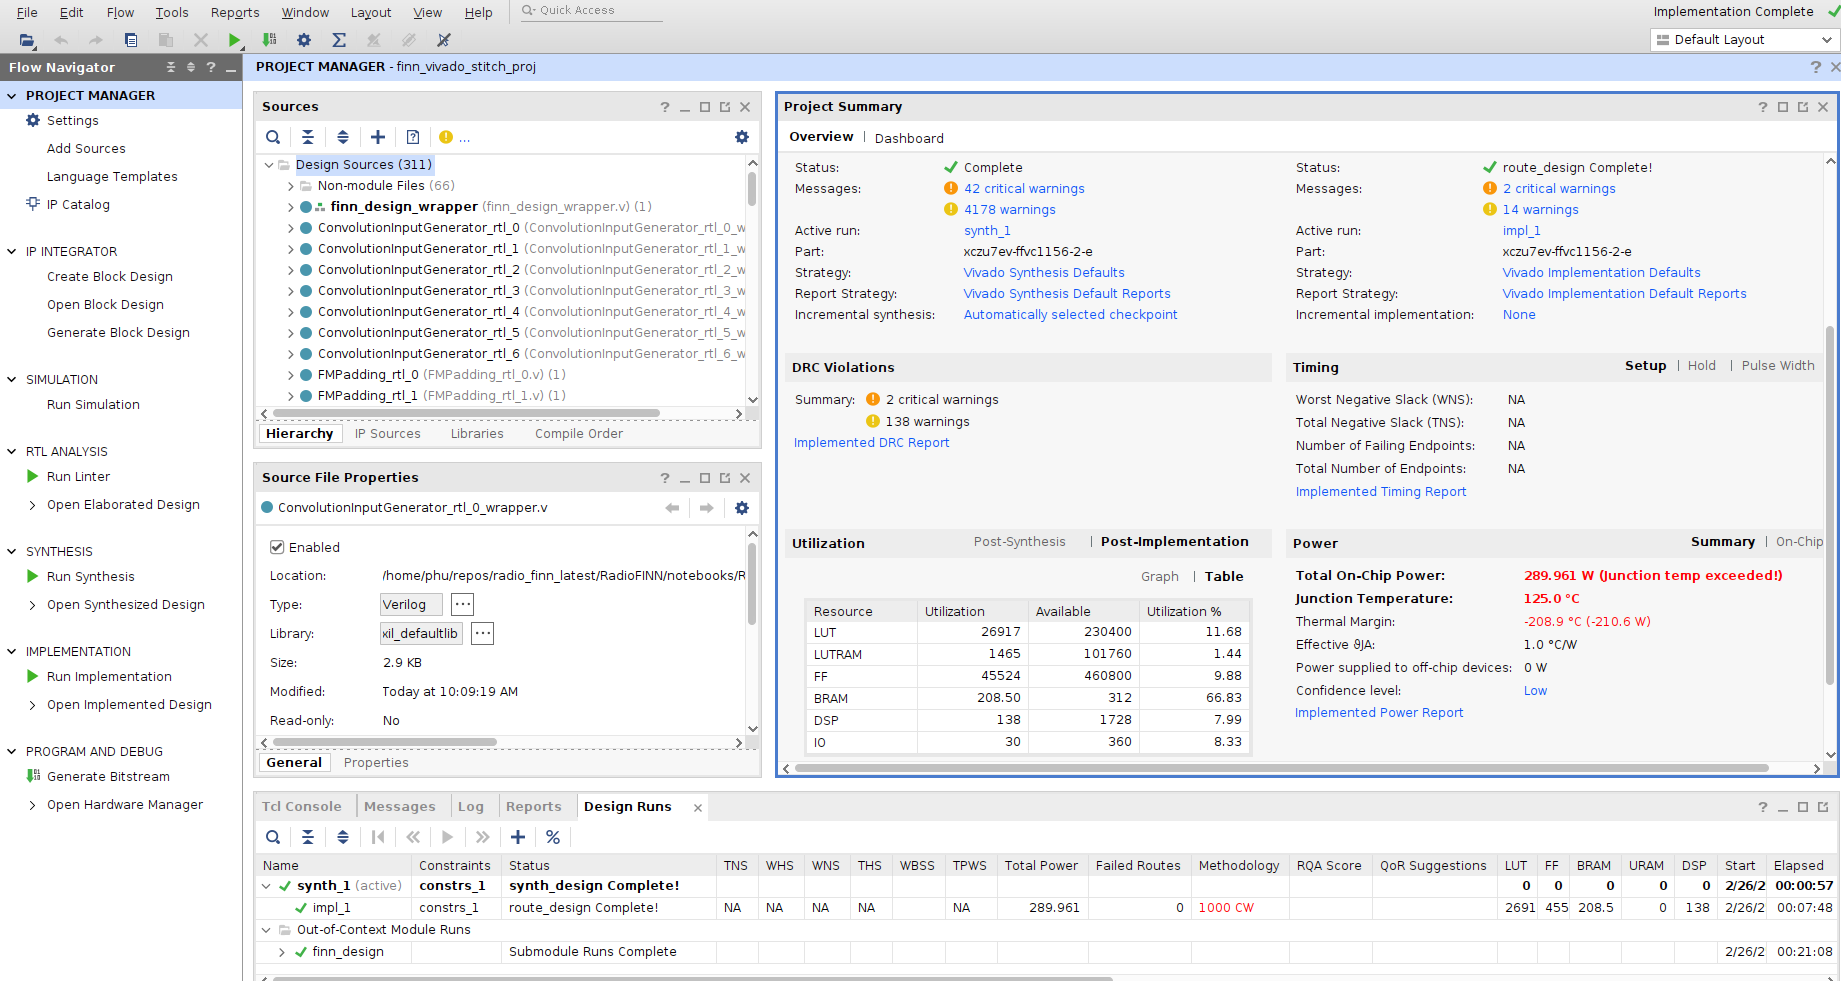 File Edit Flow Tools Reports Window Layout View Help Quick Access
Implementation Complete
Default Layout
Flow Navigator
PROJECT MANAGER
Settings
Add Sources
Language Templates
IP Catalog
IP INTEGRATOR
Create Block Design
Open Block Design
Generate Block Design
SIMULATION
Run Simulation
RTL ANALYSIS
Run Linter
Open Elaborated Design
SYNTHESIS
Run Synthesis
Open Synthesized Design
IMPLEMENTATION
Run Implementation
Open Implemented Design
PROGRAM AND DEBUG
Generate Bitstream
Open Hardware Manager
PROJECT MANAGER - finn_vivado_stitch_proj
Sources
...
Design Sources (311)
Non-module Files (66)
finn_design_wrapper (finn_design_wrapper.v) (1)
ConvolutionInputGenerator_rtl_0 (ConvolutionInputGenerator_rtl_0_w
ConvolutionInputGenerator_rtl_1 (ConvolutionInputGenerator_rtl_1_w
ConvolutionInputGenerator_rtl_2 (ConvolutionInputGenerator_rtl_2_w
ConvolutionInputGenerator_rtl_3 (ConvolutionInputGenerator_rtl_3_w
ConvolutionInputGenerator_rtl_4 (ConvolutionInputGenerator_rtl_4_w
ConvolutionInputGenerator_rtl_5 (ConvolutionInputGenerator_rtl_5_w
ConvolutionInputGenerator_rtl_6 (ConvolutionInputGenerator_rtl_6_w
FMPadding_rtl_0 (FMPadding_rtl_0.v) (1)
FMPadding_rtl_1 (FMPadding_rtl_1.v) (1)
Hierarchy IP Sources Libraries Compile Order
Source File Properties
ConvolutionInputGenerator_rtl_0_wrapper.v
Enabled
Location: /home/phu/repos/radio_finn_latest/RadioFINN/notebooks/R
Type: Verilog ...
Library: xil_defaultlib ...
Size: 2.9 KB
Modified: Today at 10:09:19 AM
Read-only: No
General Properties
Project Summary
Overview | Dashboard
Status: Complete
Messages: 42 critical warnings
4178 warnings
Active run: synth_1
Part: xczu7ev-ffvc1156-2-e
Strategy: Vivado Synthesis Defaults
Report Strategy: Vivado Synthesis Default Reports
Incremental synthesis: Automatically selected checkpoint
Status: route_design Complete!
Messages: 2 critical warnings
14 warnings
Active run: impl_1
Part: xczu7ev-ffvc1156-2-e
Strategy: Vivado Implementation Defaults
Report Strategy: Vivado Implementation Default Reports
Incremental implementation: None
DRC Violations
Summary: 2 critical warnings
138 warnings
Implemented DRC Report
Timing Setup | Hold | Pulse Width
Worst Negative Slack (WNS): NA
Total Negative Slack (TNS): NA
Number of Failing Endpoints: NA
Total Number of Endpoints: NA
Implemented Timing Report
Utilization Post-Synthesis | Post-Implementation
Graph | Table
Resource Utilization Available Utilization %
LUT 26917 230400 11.68
LUTRAM 1465 101760 1.44
FF 45524 460800 9.88
BRAM 208.50 312 66.83
DSP 138 1728 7.99
IO 30 360 8.33
Power Summary | On-Chip
Total On-Chip Power: 289.961 W (Junction temp exceeded!)
Junction Temperature: 125.0 °C
Thermal Margin: -208.9 °C (-210.6 W)
Effective ϑJA: 1.0 °C/W
Power supplied to off-chip devices: 0 W
Confidence level: Low
Implemented Power Report
Tcl Console Messages Log Reports Design Runs
Name Constraints Status TNS WHS WNS THS WBSS TPWS Total Power Failed Routes Methodology RQA Score QoR Suggestions LUT FF BRAM URAM DSP Start Elapsed
synth_1 (active) constrs_1 synth_design Complete! 0 0 0 0 0 2/26/2 00:00:57
impl_1 constrs_1 route_design Complete! NA NA NA NA NA 289.961 0 1000 CW 2691 455 208.5 0 138 2/26/2 00:07:48
Out-of-Context Module Runs
finn_design Submodule Runs Complete 2/26/2 00:21:08